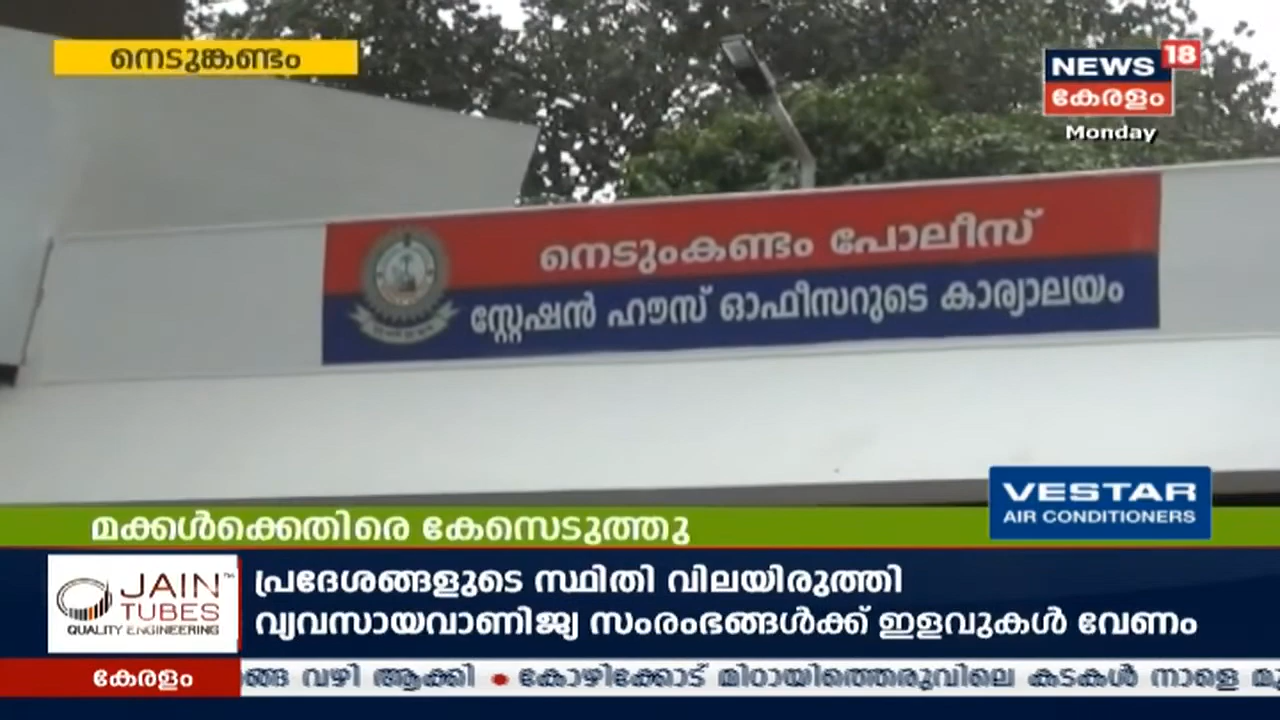 നെടുങ്കണ്ടം
NEWS 18
കേരളം
Monday
നെടുംകണ്ടം പോലീസ്
സ്റ്റേഷൻ ഹൗസ് ഓഫീസറുടെ കാര്യാലയം
VESTAR
AIR CONDITIONERS
മക്കൾക്കെതിരെ കേസെടുത്തു
JAIN
TUBES
QUALITY ENGINEERING
പ്രദേശങ്ങളുടെ സ്ഥിതി വിലയിരുത്തി
വ്യവസായവാണിജ്യ സംരംഭങ്ങൾക്ക് ഇളവുകൾ വേണം
കേരളം
വഴി ആക്കി • കോഴിക്കോട് മിഠായിത്തെരുവിലെ കടകൾ നാളെ